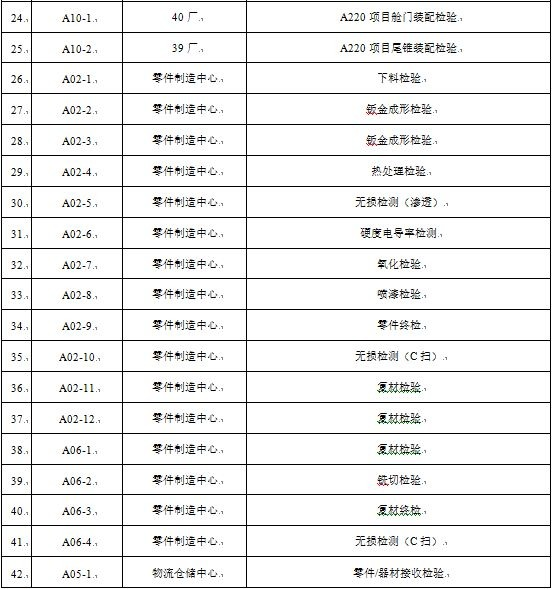 24. A10-1. 40 厂. A220 项目舱门装配检验.
25. A10-2. 39 厂. A220 项目尾锥装配检验.
26. A02-1. 零件制造中心. 下料检验.
27. A02-2. 零件制造中心. 钣金成形检验.
28. A02-3. 零件制造中心. 钣金成形检验.
29. A02-4. 零件制造中心. 热处理检验.
30. A02-5. 零件制造中心. 无损检测（渗透）.
31. A02-6. 零件制造中心. 硬度电导率检测.
32. A02-7. 零件制造中心. 氧化检验.
33. A02-8. 零件制造中心. 喷漆检验.
34. A02-9. 零件制造中心. 零件终检.
35. A02-10. 零件制造中心. 无损检测（C 扫）.
36. A02-11. 零件制造中心. 复材检验.
37. A02-12. 零件制造中心. 复材检验.
38. A06-1. 零件制造中心. 复材检验.
39. A06-2. 零件制造中心. 铣切检验.
40. A06-3. 零件制造中心. 复材终检.
41. A06-4. 零件制造中心. 无损检测（C 扫）.
42. A05-1. 物流仓储中心. 零件/器材接收检验.